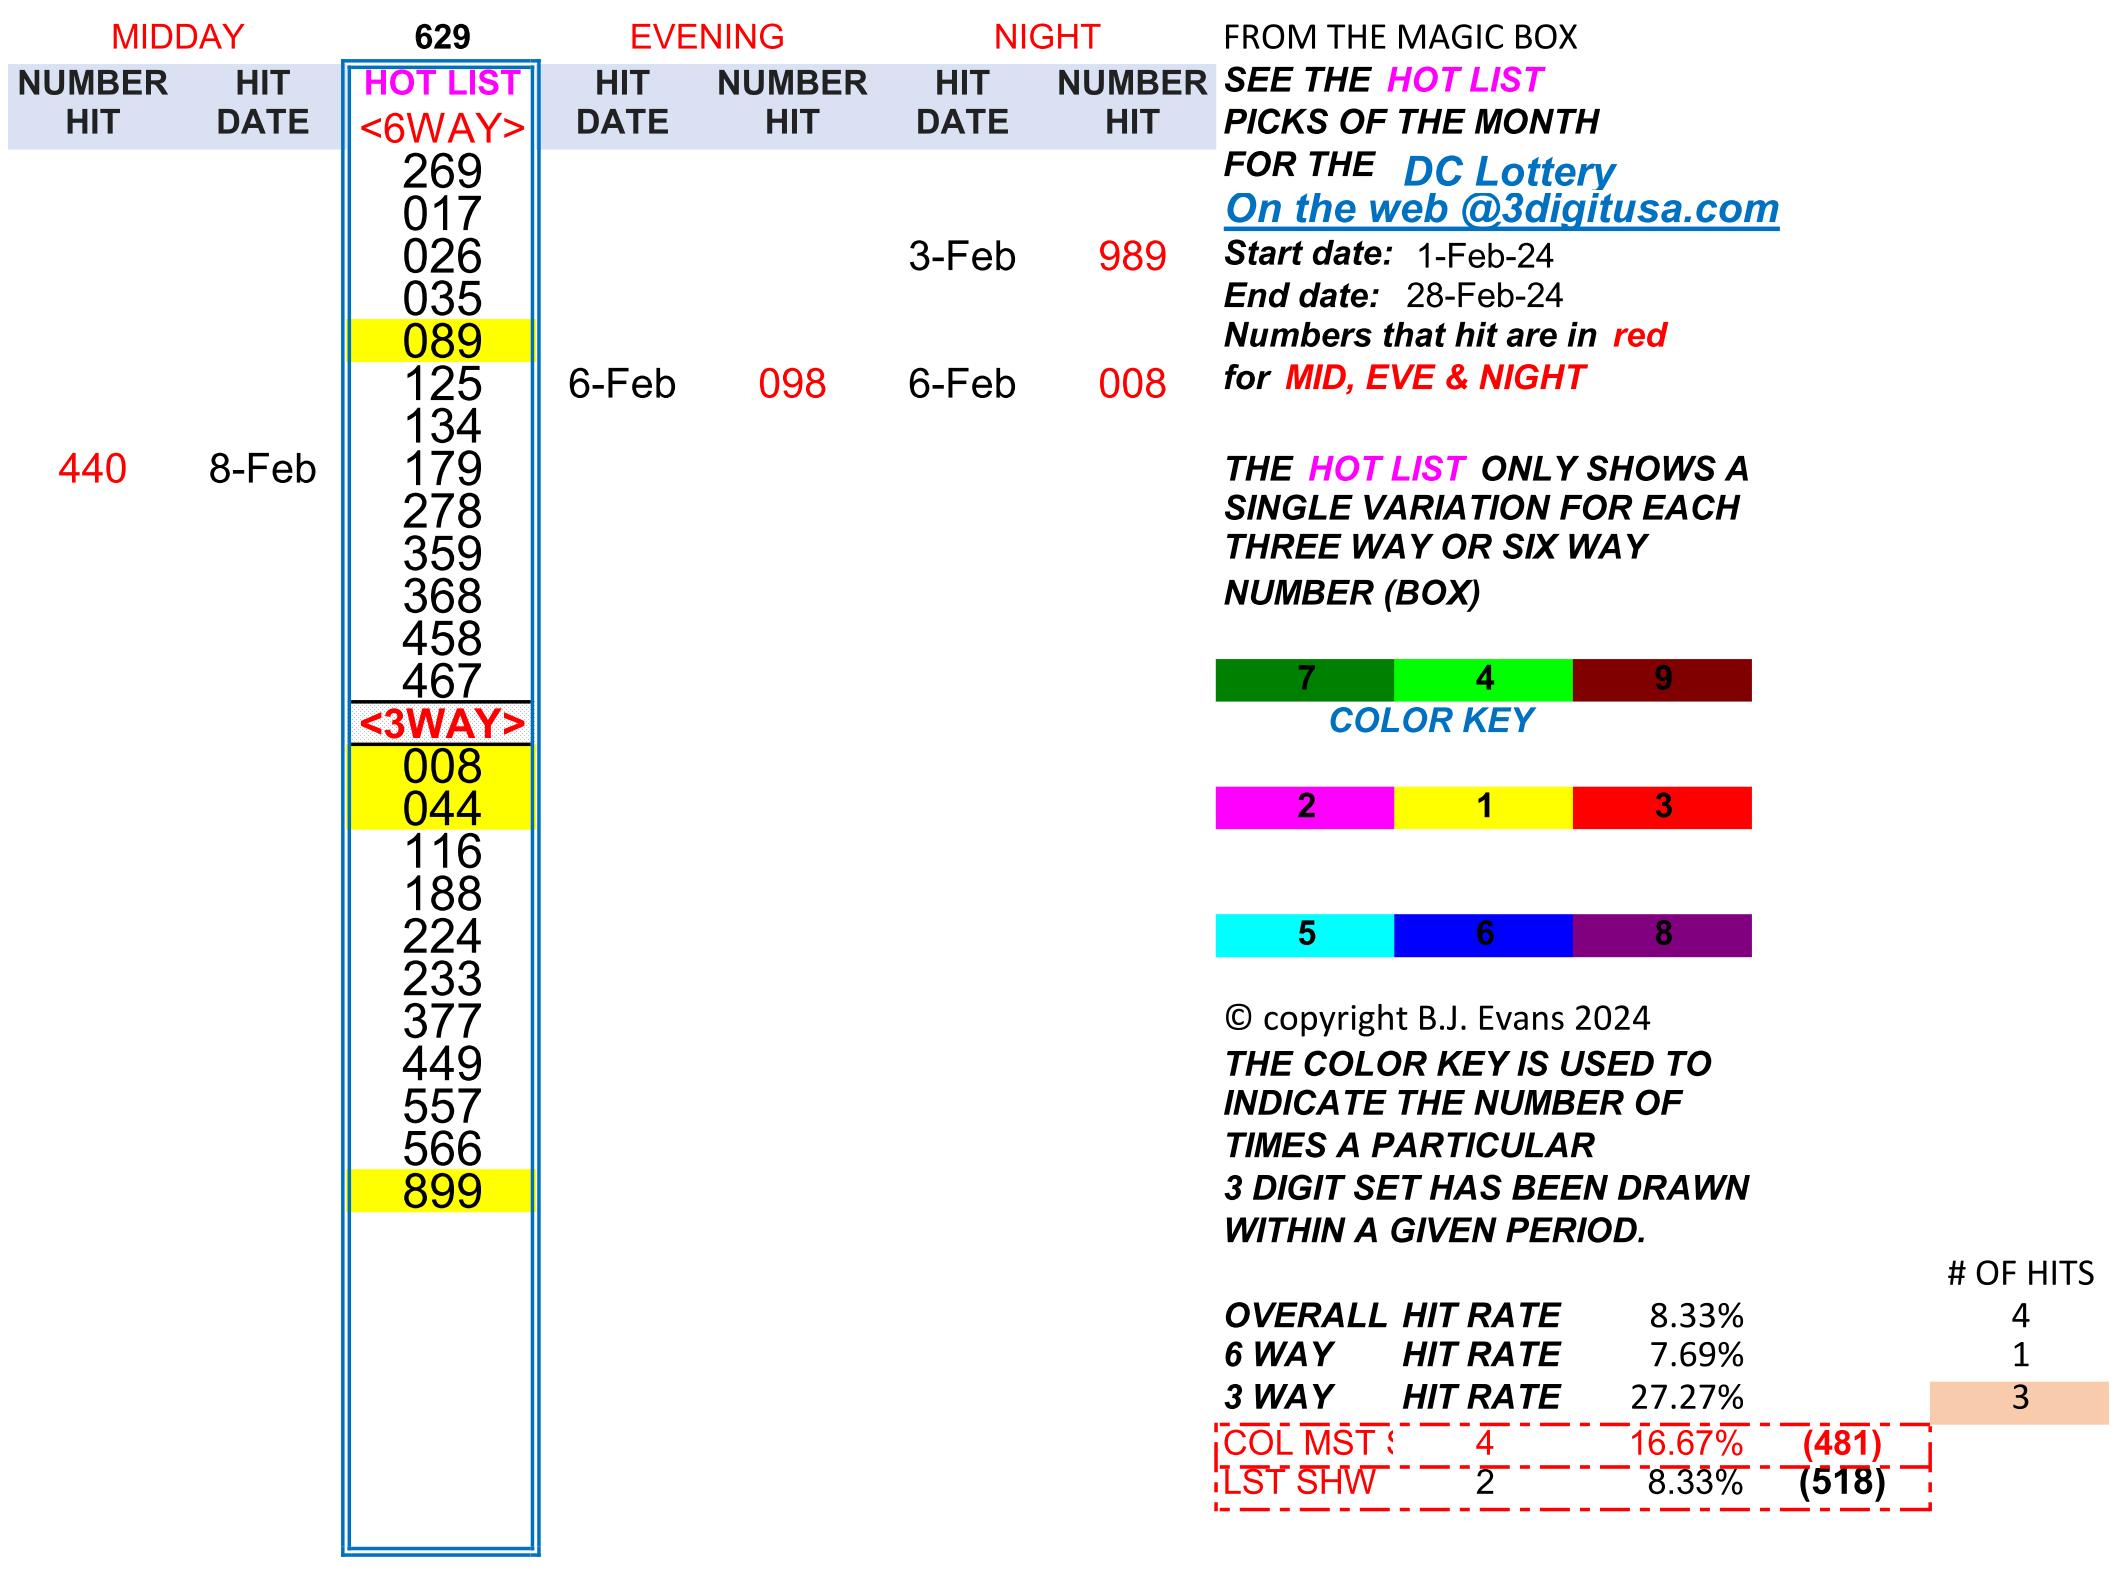 MIDDAY 629 EVENING NIGHT FROM THE MAGIC BOX
NUMBER HIT HOT LIST HIT NUMBER HIT NUMBER SEE THE HOT LIST
HIT DATE <6WAY> DATE HIT DATE HIT PICKS OF THE MONTH
269 FOR THE DC Lottery
017 On the web @3digitusa.com
026 3-Feb 989 Start date: 1-Feb-24
035 End date: 28-Feb-24
089 Numbers that hit are in red
125 6-Feb 098 6-Feb 008 for MID, EVE & NIGHT
134
440 8-Feb 179 THE HOT LIST ONLY SHOWS A
278 SINGLE VARIATION FOR EACH
359 THREE WAY OR SIX WAY
368 NUMBER (BOX)
458
467 7 4 9
<3WAY> COLOR KEY
008
044 2 1 3
116
188
224 5 6 8
233
377 © copyright B.J. Evans 2024
449 THE COLOR KEY IS USED TO
557 INDICATE THE NUMBER OF
566 TIMES A PARTICULAR
899 3 DIGIT SET HAS BEEN DRAWN
WITHIN A GIVEN PERIOD.
# OF HITS
OVERALL HIT RATE 8.33% 4
6 WAY HIT RATE 7.69% 1
3 WAY HIT RATE 27.27% 3
COL MST 4 16.67% (481)
LST SHW 2 8.33% (518)